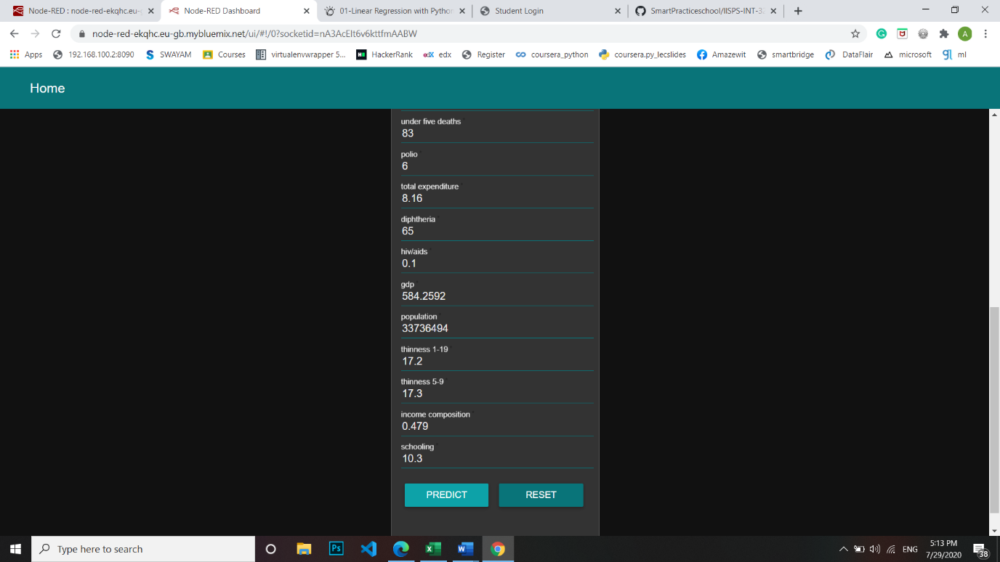 Node-RED : node-red-ekqhc.eu-g
Node-RED Dashboard
01-Linear Regression with Python
Student Login
SmartPracticeschool/IISPS-INT-32
node-red-ekqhc.eu-gb.mybluemix.net/ui/#!/0?socketid=nA3AcEIt6v6kttfmAABW
A
Apps
192.168.100.2:8090
SWAYAM
Courses
virtualenvwrapper 5...
HackerRank
edx
Register
coursera_python
coursera.py_lecslides
Amazewit
smartbridge
DataFlair
microsoft
ml
Home
under five deaths
83
polio *
6
total expenditure *
8.16
diphtheria *
65
hiv/aids *
0.1
gdp *
584.2592
population *
33736494
thinness 1-19 *
17.2
thinness 5-9
17.3
income composition *
0.479
schooling *
10.3
PREDICT
RESET
Type here to search
Ps
ENG
5:13 PM
7/29/2020
38